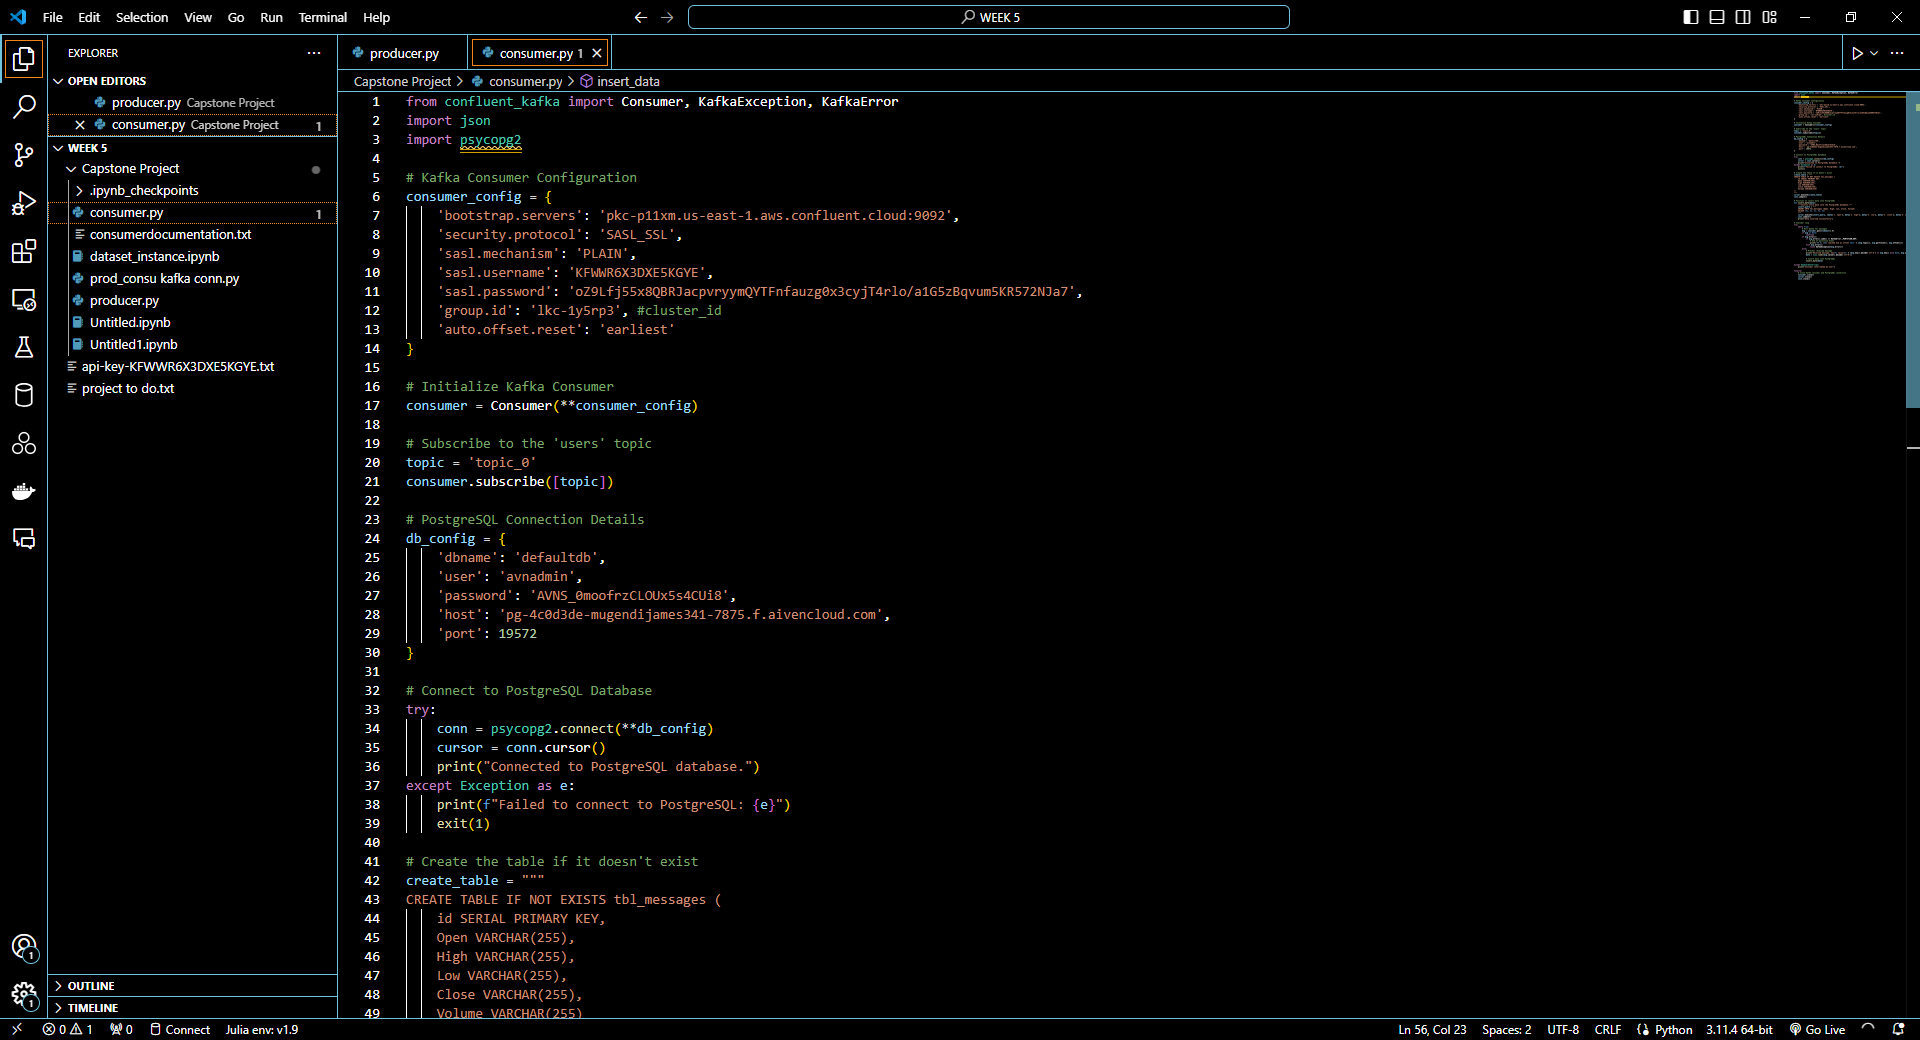 File Edit Selection View Go Run Terminal Help
WEEK 5
EXPLORER
OPEN EDITORS
producer.py Capstone Project
consumer.py Capstone Project 1
WEEK 5
Capstone Project
.ipynb_checkpoints
consumer.py 1
consumerdocumentation.txt
dataset_instance.ipynb
prod_consu kafka conn.py
producer.py
Untitled.ipynb
Untitled1.ipynb
api-key-KFWWR6X3DXE5KGYE.txt
project to do.txt
OUTLINE
TIMELINE
producer.py
consumer.py 1
Capstone Project > consumer.py > insert_data
1 from confluent_kafka import Consumer, KafkaException, KafkaError
2 import json
3 import psycopg2
4
5 # Kafka Consumer Configuration
6 consumer_config = {
7 'bootstrap.servers': 'pkc-p11xm.us-east-1.aws.confluent.cloud:9092',
8 'security.protocol': 'SASL_SSL',
9 'sasl.mechanism': 'PLAIN',
10 'sasl.username': 'KFWWR6X3DXE5KGYE',
11 'sasl.password': 'oZ9Lfj55x8QBRJacpvryymQYTFnfauzg0x3cyjT4rlo/a1G5zBqvum5KR572NJa7',
12 'group.id': 'lkc-1y5rp3', #cluster_id
13 'auto.offset.reset': 'earliest'
14 }
15
16 # Initialize Kafka Consumer
17 consumer = Consumer(**consumer_config)
18
19 # Subscribe to the 'users' topic
20 topic = 'topic_0'
21 consumer.subscribe([topic])
22
23 # PostgreSQL Connection Details
24 db_config = {
25 'dbname': 'defaultdb',
26 'user': 'avnadmin',
27 'password': 'AVNS_0moofrzCLOUx5s4CUi8',
28 'host': 'pg-4c0d3de-mugendijames341-7875.f.aivencloud.com',
29 'port': 19572
30 }
31
32 # Connect to PostgreSQL Database
33 try:
34 conn = psycopg2.connect(**db_config)
35 cursor = conn.cursor()
36 print("Connected to PostgreSQL database.")
37 except Exception as e:
38 print(f"Failed to connect to PostgreSQL: {e}")
39 exit(1)
40
41 # Create the table if it doesn't exist
42 create_table = """
43 CREATE TABLE IF NOT EXISTS tbl_messages (
44 id SERIAL PRIMARY KEY,
45 Open VARCHAR(255),
46 High VARCHAR(255),
47 Low VARCHAR(255),
48 Close VARCHAR(255),
49 Volume VARCHAR(255)
1
1
0 1 0 Connect Julia env: v1.9
Ln 56, Col 23 Spaces: 2 UTF-8 CRLF Python 3.11.4 64-bit Go Live